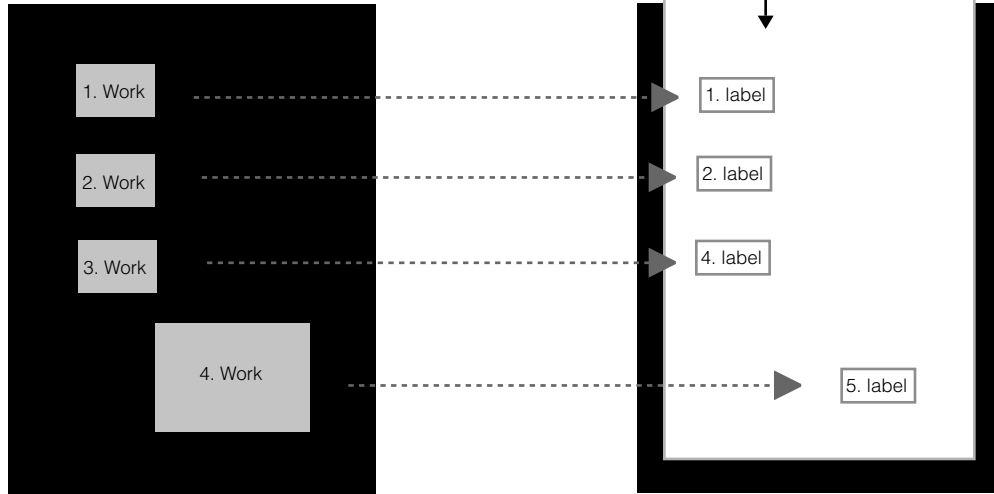 1. Work
1. label
2. Work
2. label
3. Work
4. label
4. Work
5. label